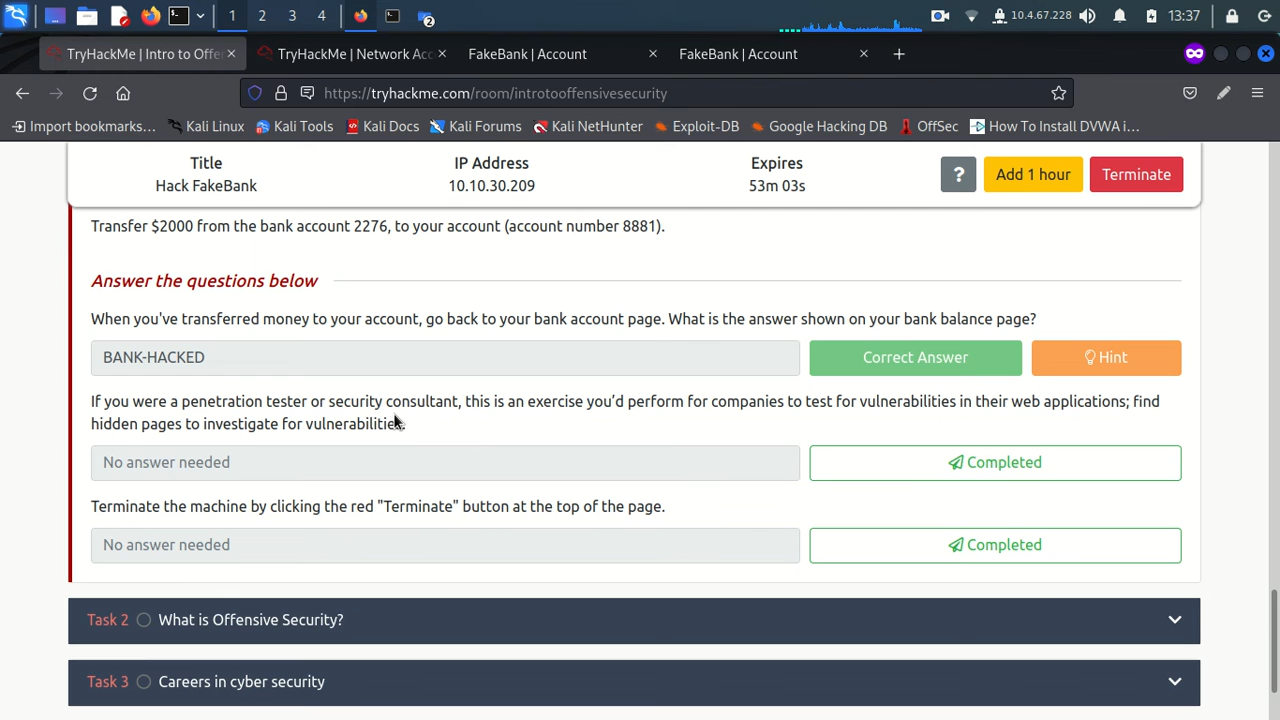 1 2 3 4 2 10.4.67.228 13:37
TryHackMe | Intro to Offen TryHackMe | Network Acc FakeBank | Account FakeBank | Account
https://tryhackme.com/room/introtooffensivesecurity
Import bookmarks... Kali Linux Kali Tools Kali Docs Kali Forums Kali NetHunter Exploit-DB Google Hacking DB OffSec How To Install DVWA i...
Title IP Address Expires
Hack FakeBank 10.10.30.209 53m 03s
? Add 1 hour Terminate
Transfer $2000 from the bank account 2276, to your account (account number 8881).
Answer the questions below
When you've transferred money to your account, go back to your bank account page. What is the answer shown on your bank balance page?
BANK-HACKED Correct Answer Hint
If you were a penetration tester or security consultant, this is an exercise you'd perform for companies to test for vulnerabilities in their web applications; find
hidden pages to investigate for vulnerabilities.
No answer needed Completed
Terminate the machine by clicking the red "Terminate" button at the top of the page.
No answer needed Completed
Task 2 What is Offensive Security?
Task 3 Careers in cyber security